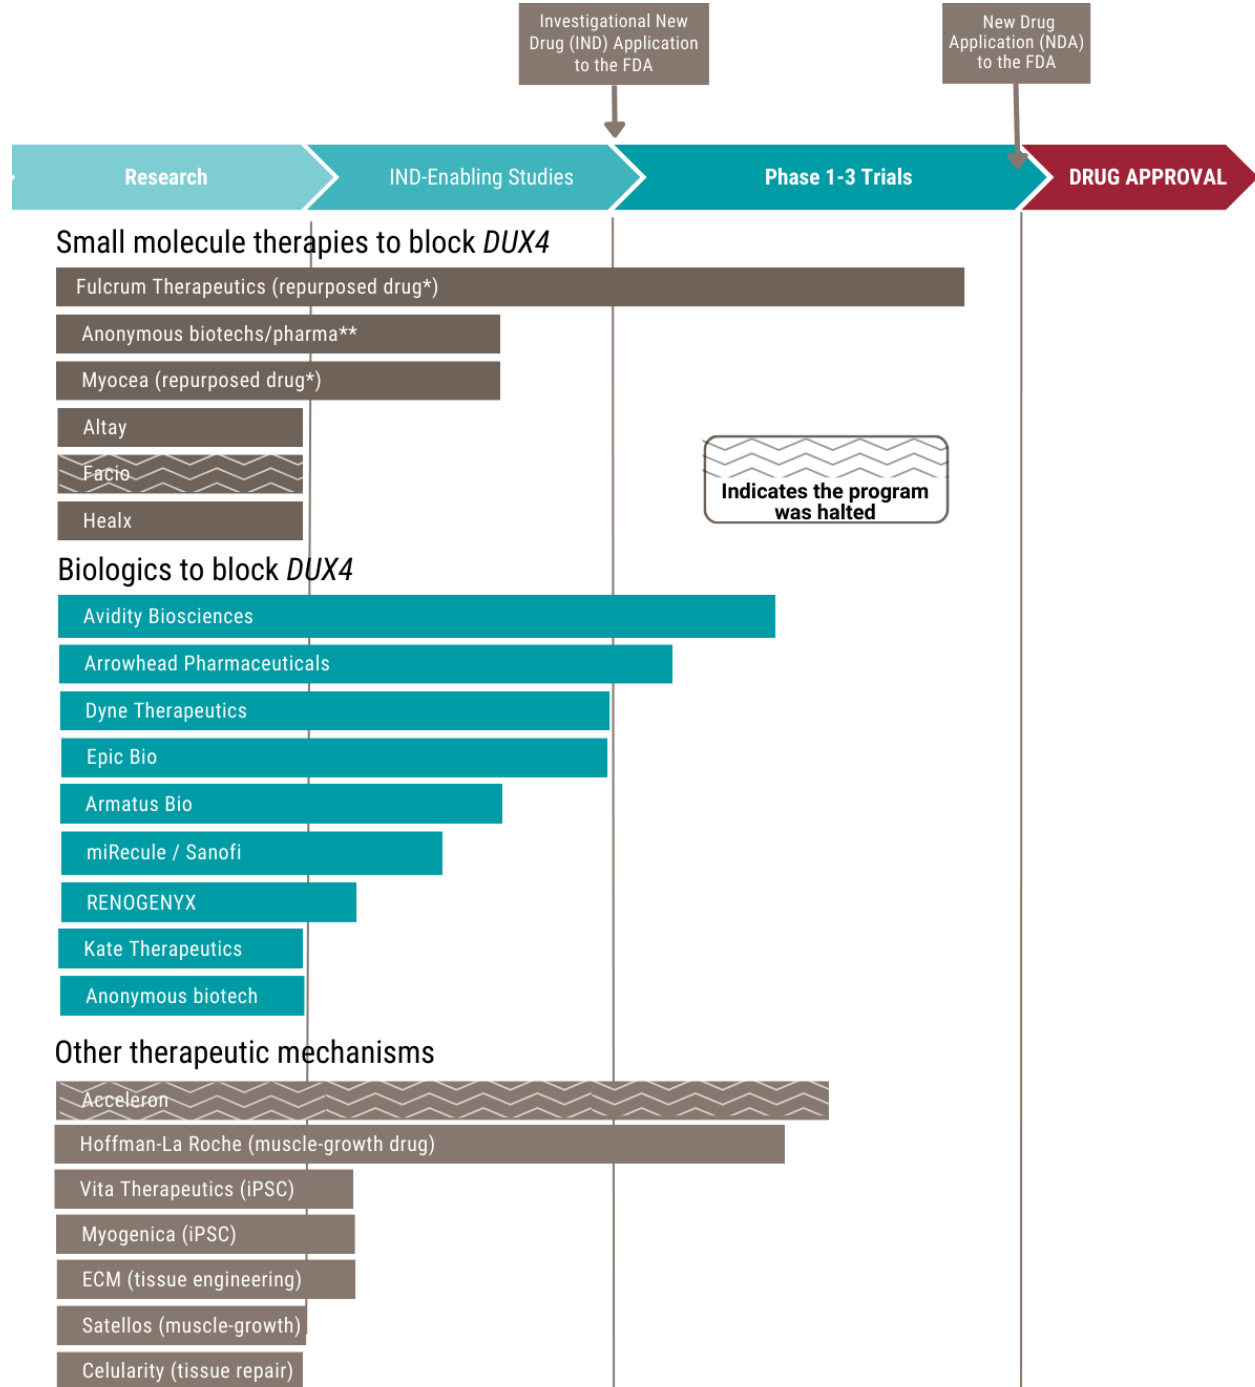 Investigational New
Drug (IND) Application
to the FDA
New Drug
Application (NDA)
to the FDA
Research
IND-Enabling Studies
Phase 1-3 Trials
DRUG APPROVAL
Small molecule therapies to block DUX4
Fulcrum Therapeutics (repurposed drug*)
Anonymous biotechs/pharma**
Myocea (repurposed drug*)
Altay
Facio
Healx
Indicates the program
was halted
Biologics to block DUX4
Avidity Biosciences
Arrowhead Pharmaceuticals
Dyne Therapeutics
Epic Bio
Armatus Bio
miRecule / Sanofi
RENOGENYX
Kate Therapeutics
Anonymous biotech
Other therapeutic mechanisms
Acceleron
Hoffman-La Roche (muscle-growth drug)
Vita Therapeutics (iPSC)
Myogenica (iPSC)
ECM (tissue engineering)
Satellos (muscle-growth)
Celularity (tissue repair)